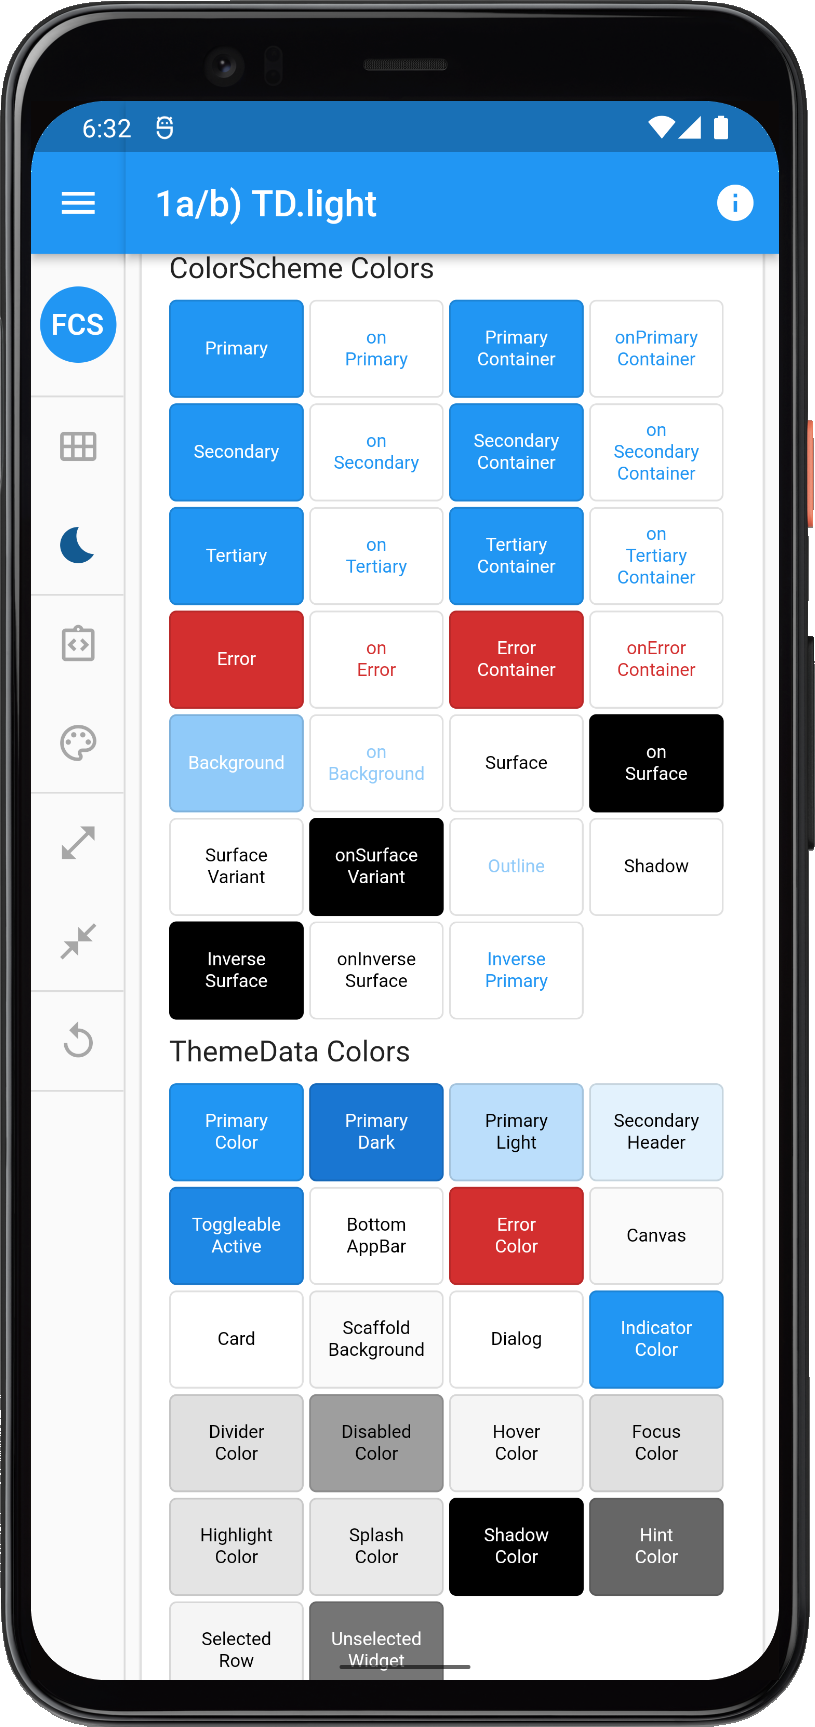 6:32
1a/b) TD.light
FCS
ColorScheme Colors
Primary
on
Primary
Primary
Container
onPrimary
Container
Secondary
on
Secondary
Secondary
Container
on
Secondary
Container
Tertiary
on
Tertiary
Tertiary
Container
on
Tertiary
Container
Error
on
Error
Error
Container
onError
Container
Background
on
Background
Surface
on
Surface
Surface
Variant
onSurface
Variant
Outline
Shadow
Inverse
Surface
onInverse
Surface
Inverse
Primary
ThemeData Colors
Primary
Color
Primary
Dark
Primary
Light
Secondary
Header
Toggleable
Active
Bottom
AppBar
Error
Color
Canvas
Card
Scaffold
Background
Dialog
Indicator
Color
Divider
Color
Disabled
Color
Hover
Color
Focus
Color
Highlight
Color
Splash
Color
Shadow
Color
Hint
Color
Selected
Row
Unselected
Widget